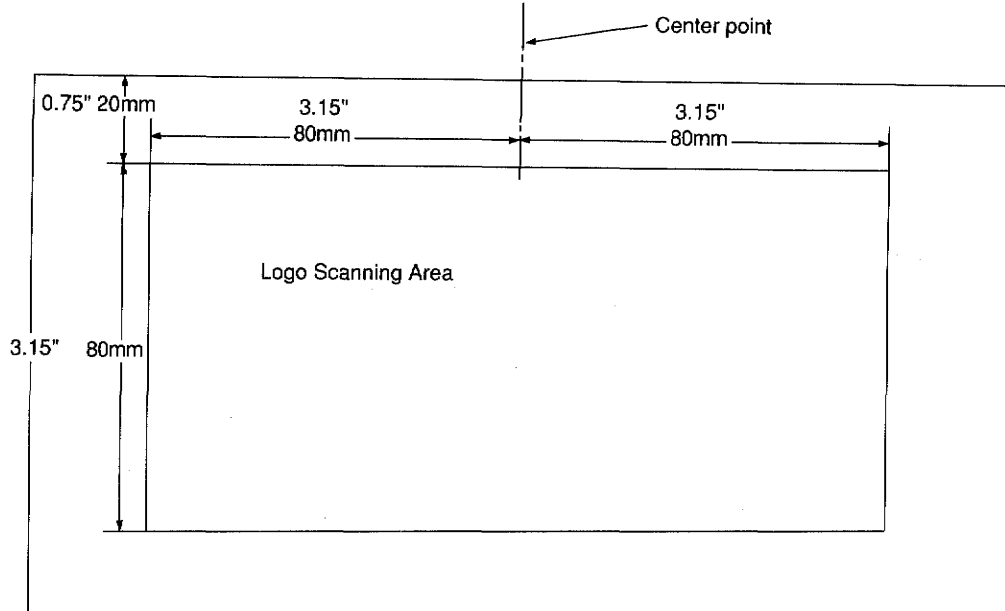 Center point
0.75" 20mm
3.15"
80mm
3.15"
80mm
Logo Scanning Area
3.15" 80mm